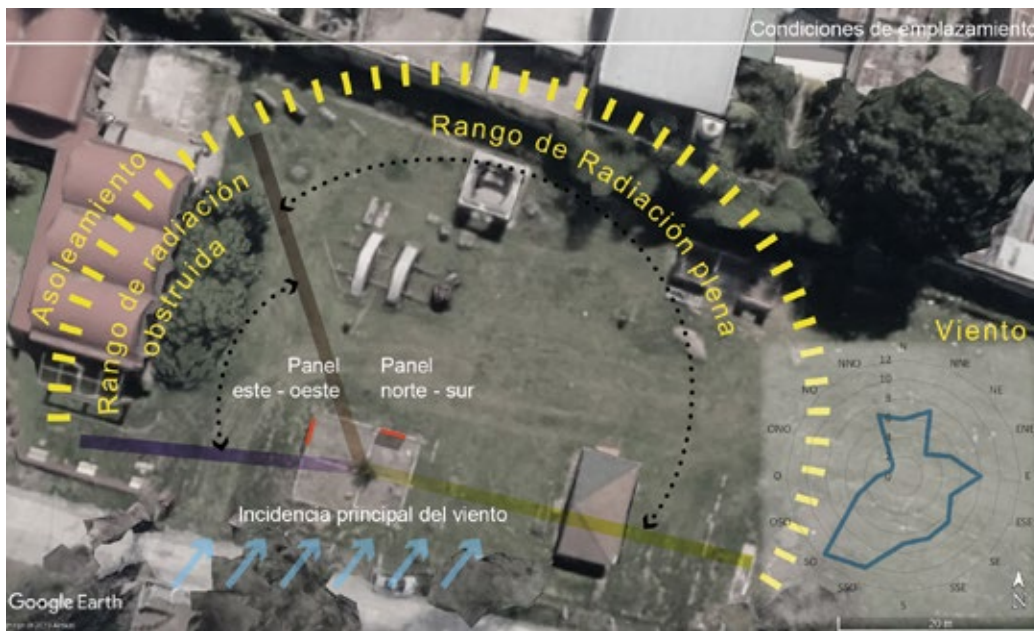 Condiciones de emplazamiento
Rango de Radiación plena
Asoleamiento
Rango de radiación
obstruida
Panel
este - oeste
Panel
norte - sur
Incidencia principal del viento
Viento
N
NNO
NNE
12
10
8
NO
NE
ONO
ENE
O
0
E
OSO
ESE
SO
SE
SSO
SSE
S
N
20 m
Google Earth